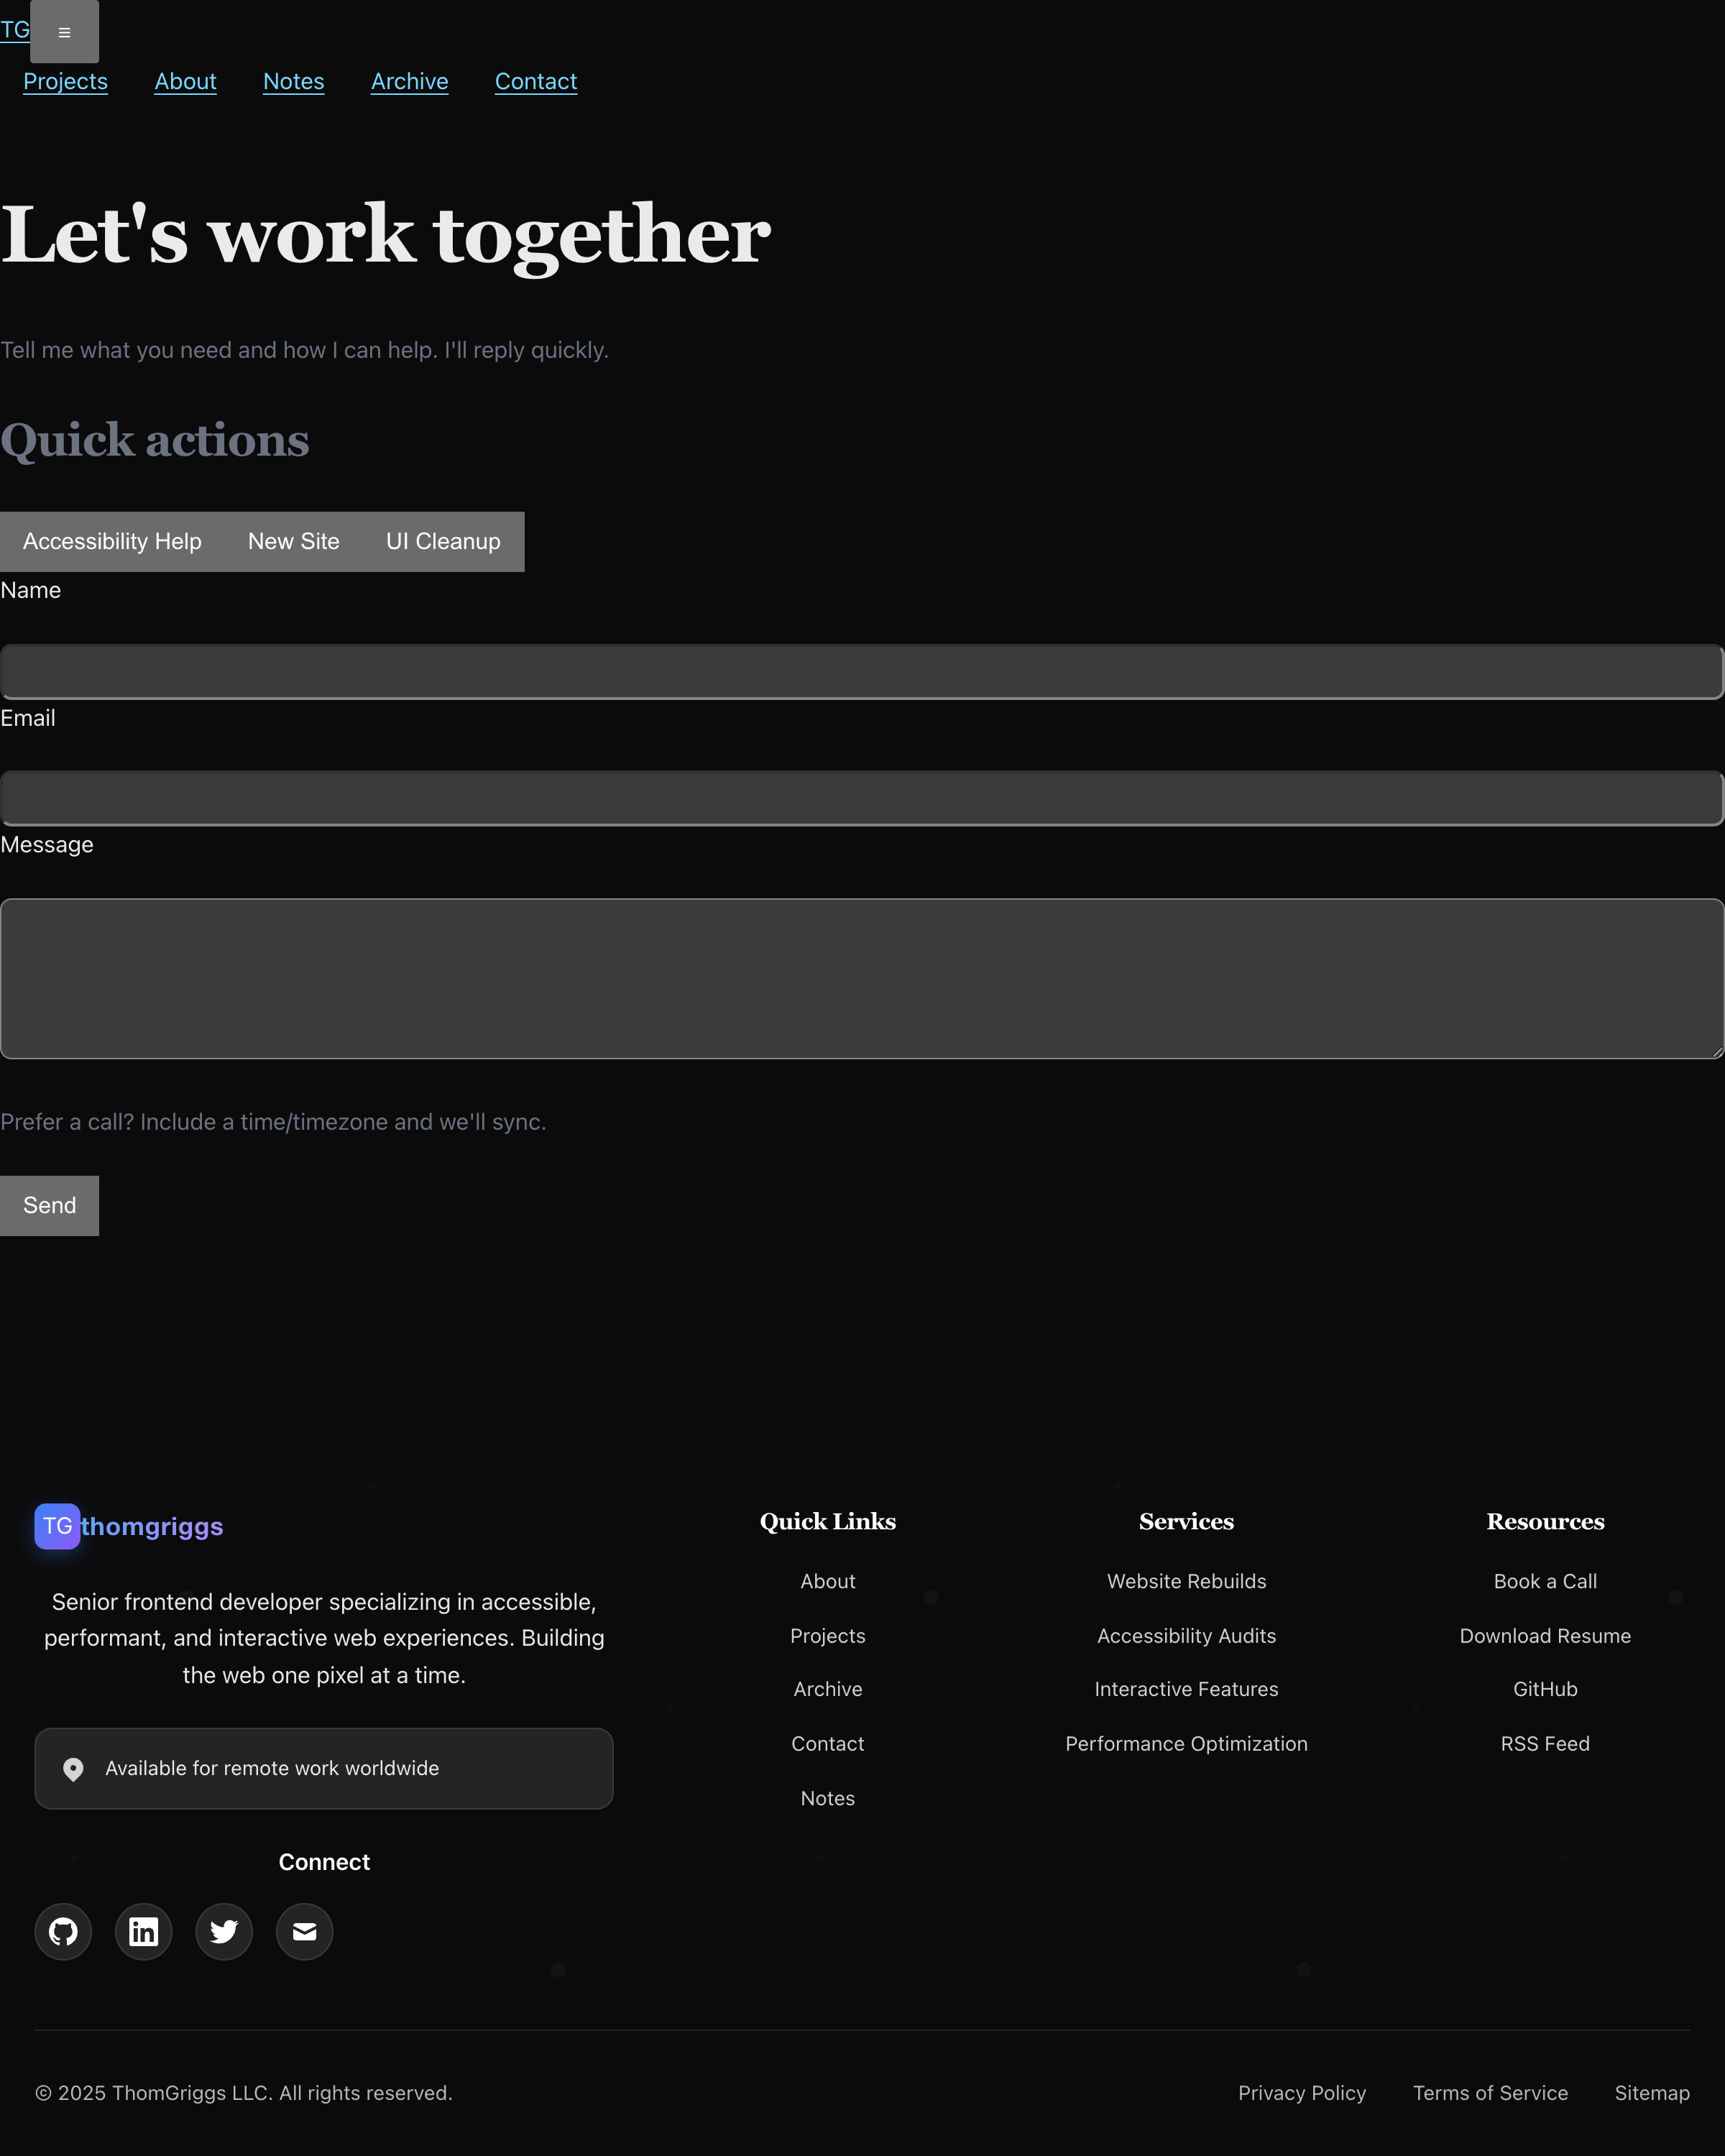 TG
≡
Projects About Notes Archive Contact
Let's work together
Tell me what you need and how I can help. I'll reply quickly.
Quick actions
Accessibility Help New Site UI Cleanup
Name
Email
Message
Prefer a call? Include a time/timezone and we'll sync.
Send
TG thomgriggs
Senior frontend developer specializing in accessible,
performant, and interactive web experiences. Building
the web one pixel at a time.
Available for remote work worldwide
Connect
Quick Links
About
Projects
Archive
Contact
Notes
Services
Website Rebuilds
Accessibility Audits
Interactive Features
Performance Optimization
Resources
Book a Call
Download Resume
GitHub
RSS Feed
© 2025 ThomGriggs LLC. All rights reserved.
Privacy Policy Terms of Service Sitemap